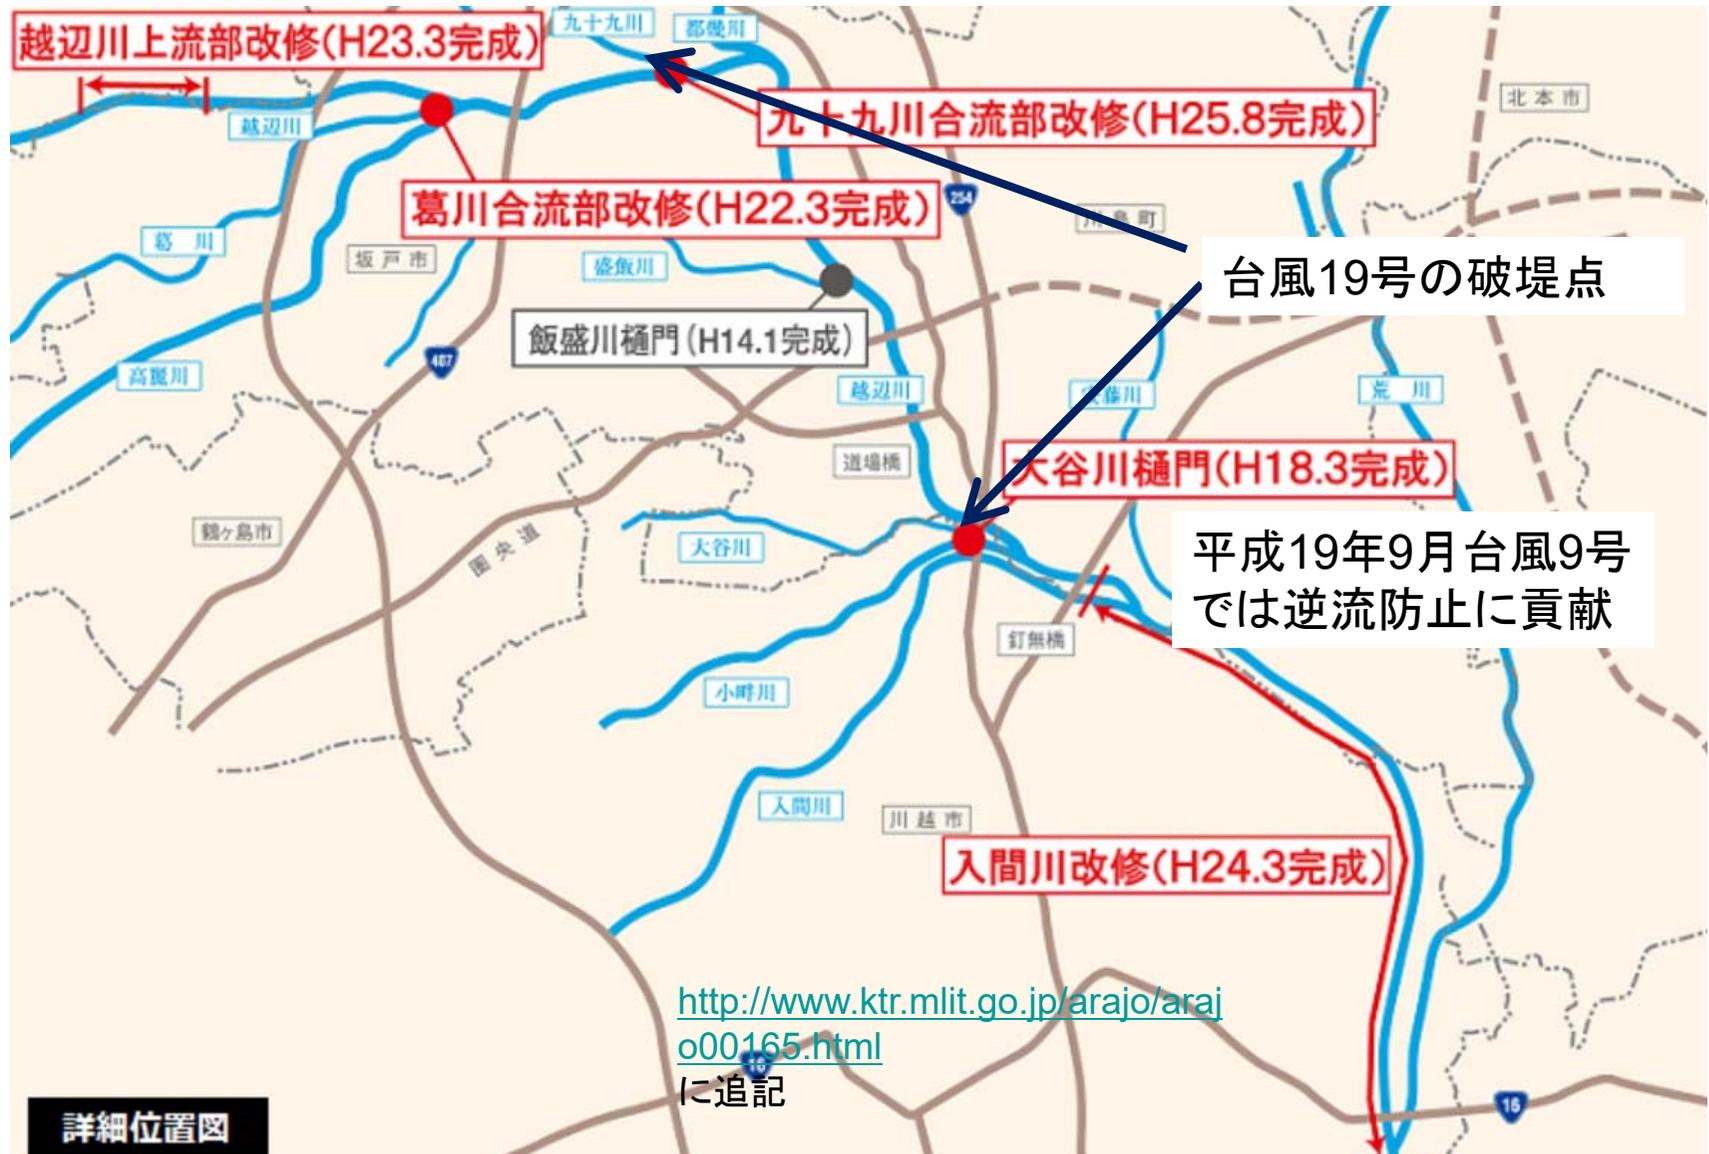 越辺川上流部改修(H23.3完成)
九十九川
都幾川
越辺川
九十九川合流部改修(H25.8完成)
北本市
葛川合流部改修(H22.3完成)
254
川島町
葛 川
坂戸市
盛飯川
台風19号の破堤点
飯盛川樋門(H14.1完成)
407
高麗川
越辺川
安藤川
荒 川
道場橋
大谷川樋門(H18.3完成)
鶴ヶ島市
圏央道
大谷川
平成19年9月台風9号
では逆流防止に貢献
釘無橋
小畔川
入間川
川越市
入間川改修(H24.3完成)
http://www.ktr.mlit.go.jp/arajo/araj
o00165.html
に追記
16
16
詳細位置図